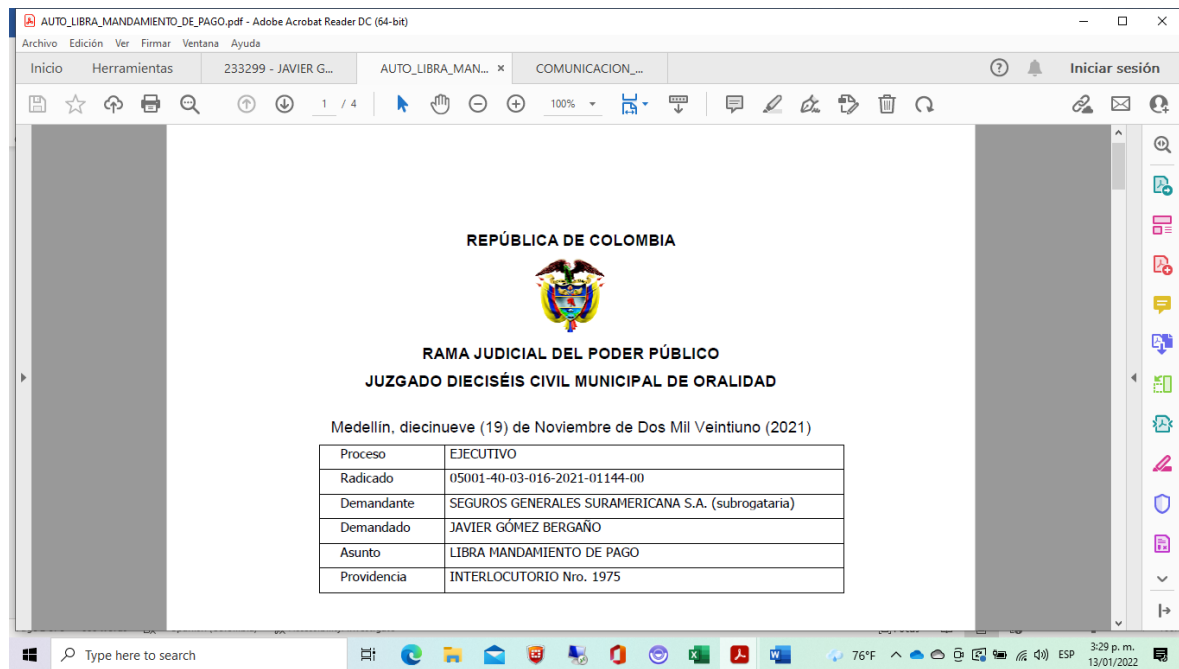 AUTO_LIBRA_MANDAMIENTO_DE_PAGO.pdf - Adobe Acrobat Reader DC (64-bit)
Archivo Edición Ver Firmar Ventana Ayuda
Inicio Herramientas 233299 - JAVIER G... AUTO_LIBRA_MAN... × COMUNICACION_... Iniciar sesión
1 / 4 100%
REPÚBLICA DE COLOMBIA
RAMA JUDICIAL DEL PODER PÚBLICO
JUZGADO DIECISÉIS CIVIL MUNICIPAL DE ORALIDAD
Medellín, diecinueve (19) de Noviembre de Dos Mil Veintiuno (2021)
Proceso EJECUTIVO
Radicado 05001-40-03-016-2021-01144-00
Demandante SEGUROS GENERALES SURAMERICANA S.A. (subrogataria)
Demandado JAVIER GÓMEZ BERGAÑO
Asunto LIBRA MANDAMIENTO DE PAGO
Providencia INTERLOCUTORIO Nro. 1975
Type here to search 76°F ESP 3:29 p. m.
13/01/2022